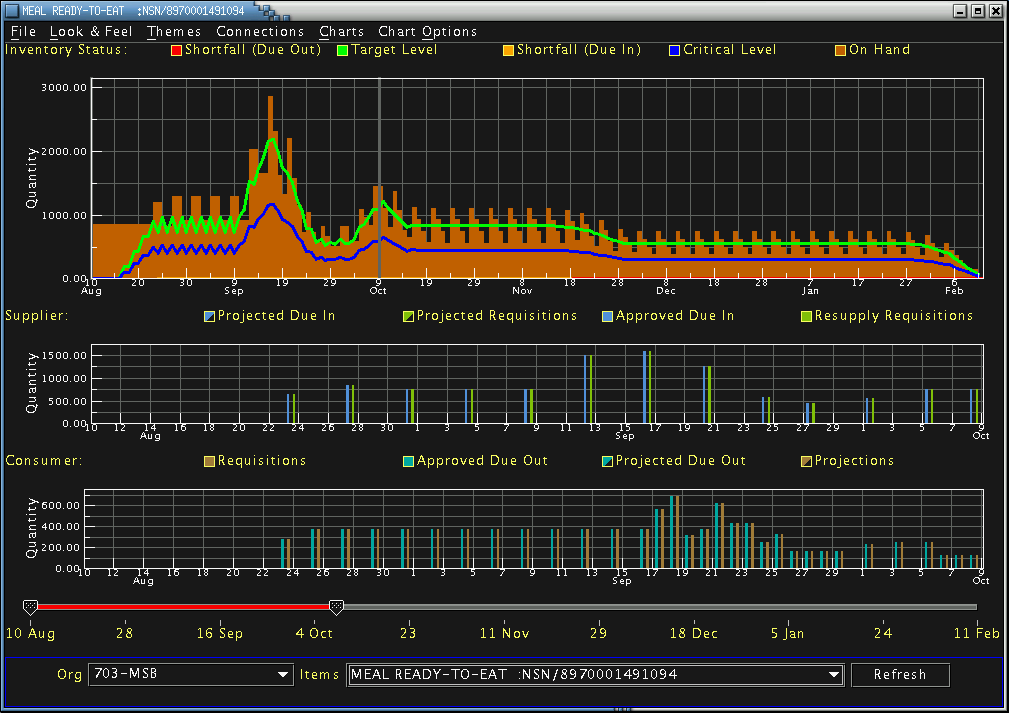 MEAL READY-TO-EAT :NSN/8970001491094
File Look & Feel Themes Connections Charts Chart Options
Inventory Status: Shortfall (Due Out) Target Level Shortfall (Due In) Critical Level On Hand
3000.00
2000.00
1000.00
0.00
Quantity
10 20 30 9 19 29 9 19 29 8 18 28 8 18 28 7 17 27 6
Aug Sep Oct Nov Dec Jan Feb
Supplier: Projected Due In Projected Requisitions Approved Due In Resupply Requisitions
1500.00
1000.00
500.00
0.00
Quantity
10 12 14 16 18 20 22 24 26 28 30 1 3 5 7 9 11 13 15 17 19 21 23 25 27 29 1 3 5 7 9
Aug Sep Oct
Consumer: Requisitions Approved Due Out Projected Due Out Projections
600.00
400.00
200.00
0.00
Quantity
10 12 14 16 18 20 22 24 26 28 30 1 3 5 7 9 11 13 15 17 19 21 23 25 27 29 1 3 5 7 9
Aug Sep Oct
10 Aug 28 16 Sep 4 Oct 23 11 Nov 29 18 Dec 5 Jan 24 11 Feb
Org 703-MSB Items MEAL READY-TO-EAT :NSN/8970001491094 Refresh